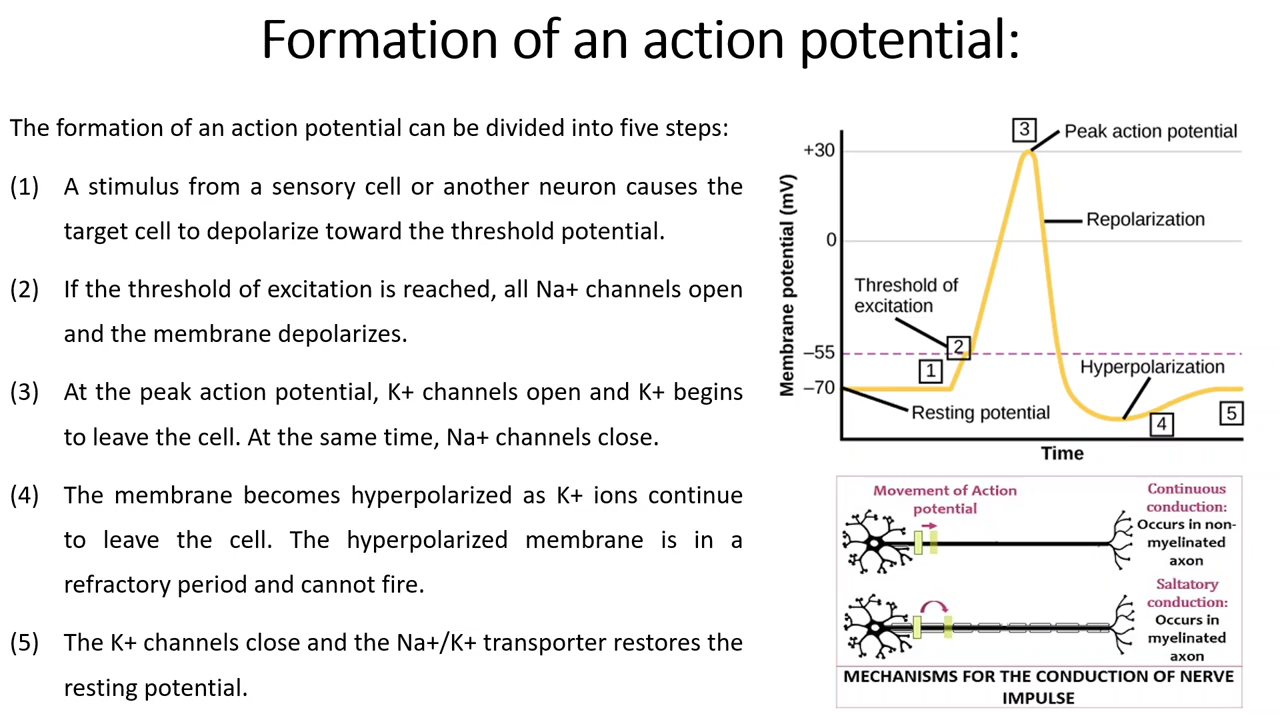 Formation of an action potential:
The formation of an action potential can be divided into five steps:
(1) A stimulus from a sensory cell or another neuron causes the
target cell to depolarize toward the threshold potential.
(2) If the threshold of excitation is reached, all Na+ channels open
and the membrane depolarizes.
(3) At the peak action potential, K+ channels open and K+ begins
to leave the cell. At the same time, Na+ channels close.
(4) The membrane becomes hyperpolarized as K+ ions continue
to leave the cell. The hyperpolarized membrane is in a
refractory period and cannot fire.
(5) The K+ channels close and the Na+/K+ transporter restores the
resting potential.
3
Peak action potential
+30
Repolarization
0
Membrane potential (mV)
Threshold of
excitation
2
–55
1
Hyperpolarization
–70
Resting potential
4
5
Time
Movement of Action
potential
Continuous
conduction:
Occurs in non-
myelinated
axon
Saltatory
conduction:
Occurs in
myelinated
axon
MECHANISMS FOR THE CONDUCTION OF NERVE
IMPULSE